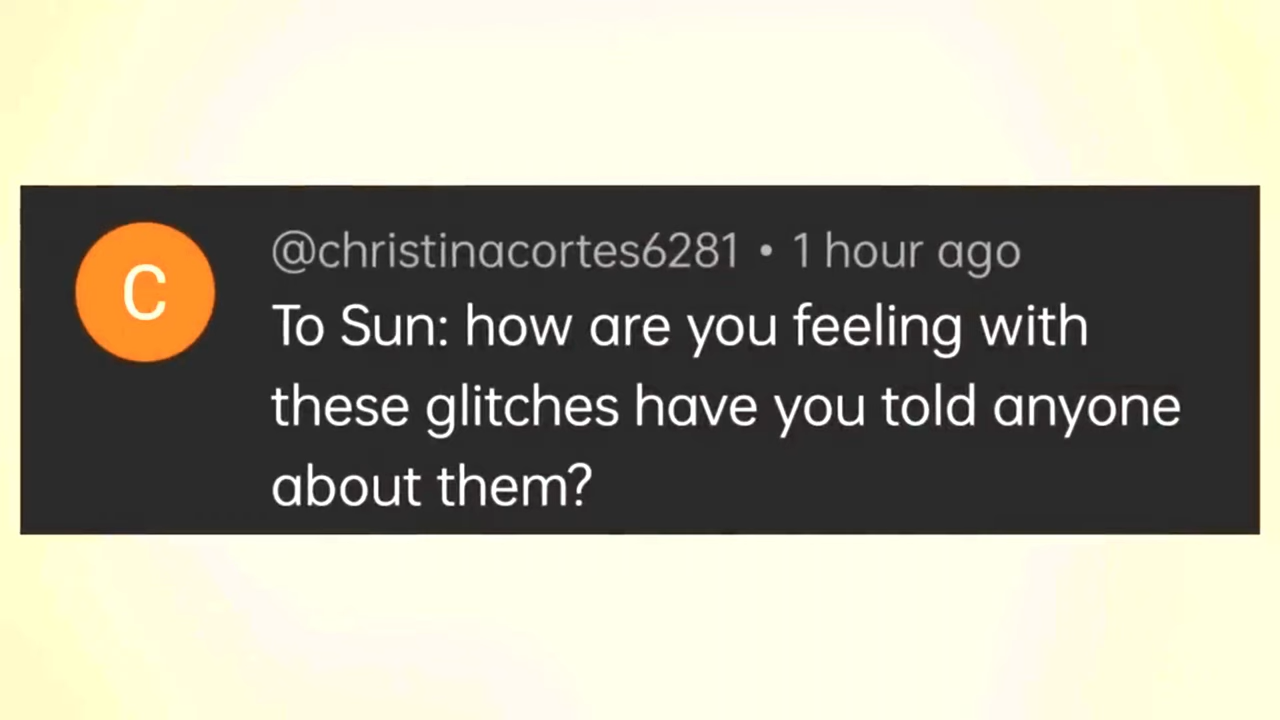 C
@christinacortes6281 • 1 hour ago
To Sun: how are you feeling with
these glitches have you told anyone
about them?